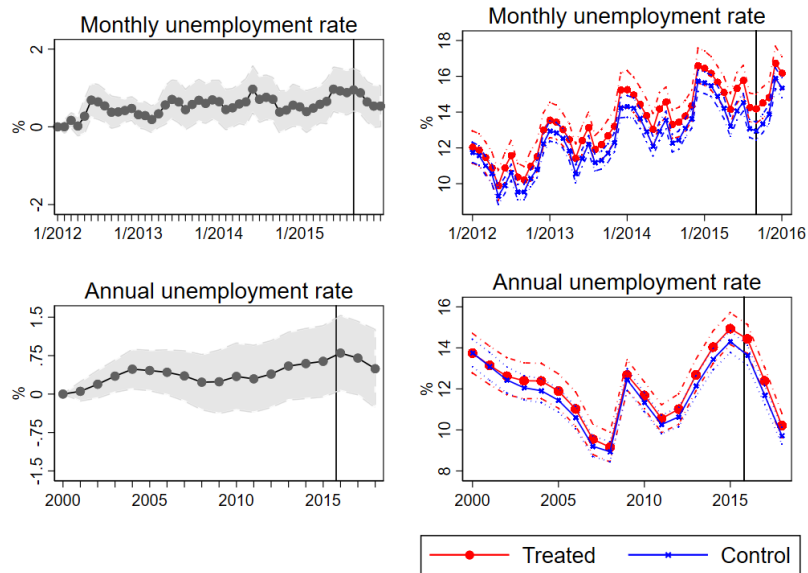 Monthly unemployment rate
%
2
0
-2
1/2012 1/2013 1/2014 1/2015
Monthly unemployment rate
%
18
16
14
12
10
1/2012 1/2013 1/2014 1/2015 1/2016
Annual unemployment rate
%
1.5
.75
0
-.75
-1.5
2000 2005 2010 2015
Annual unemployment rate
%
16
14
12
10
8
2000 2005 2010 2015
Treated Control